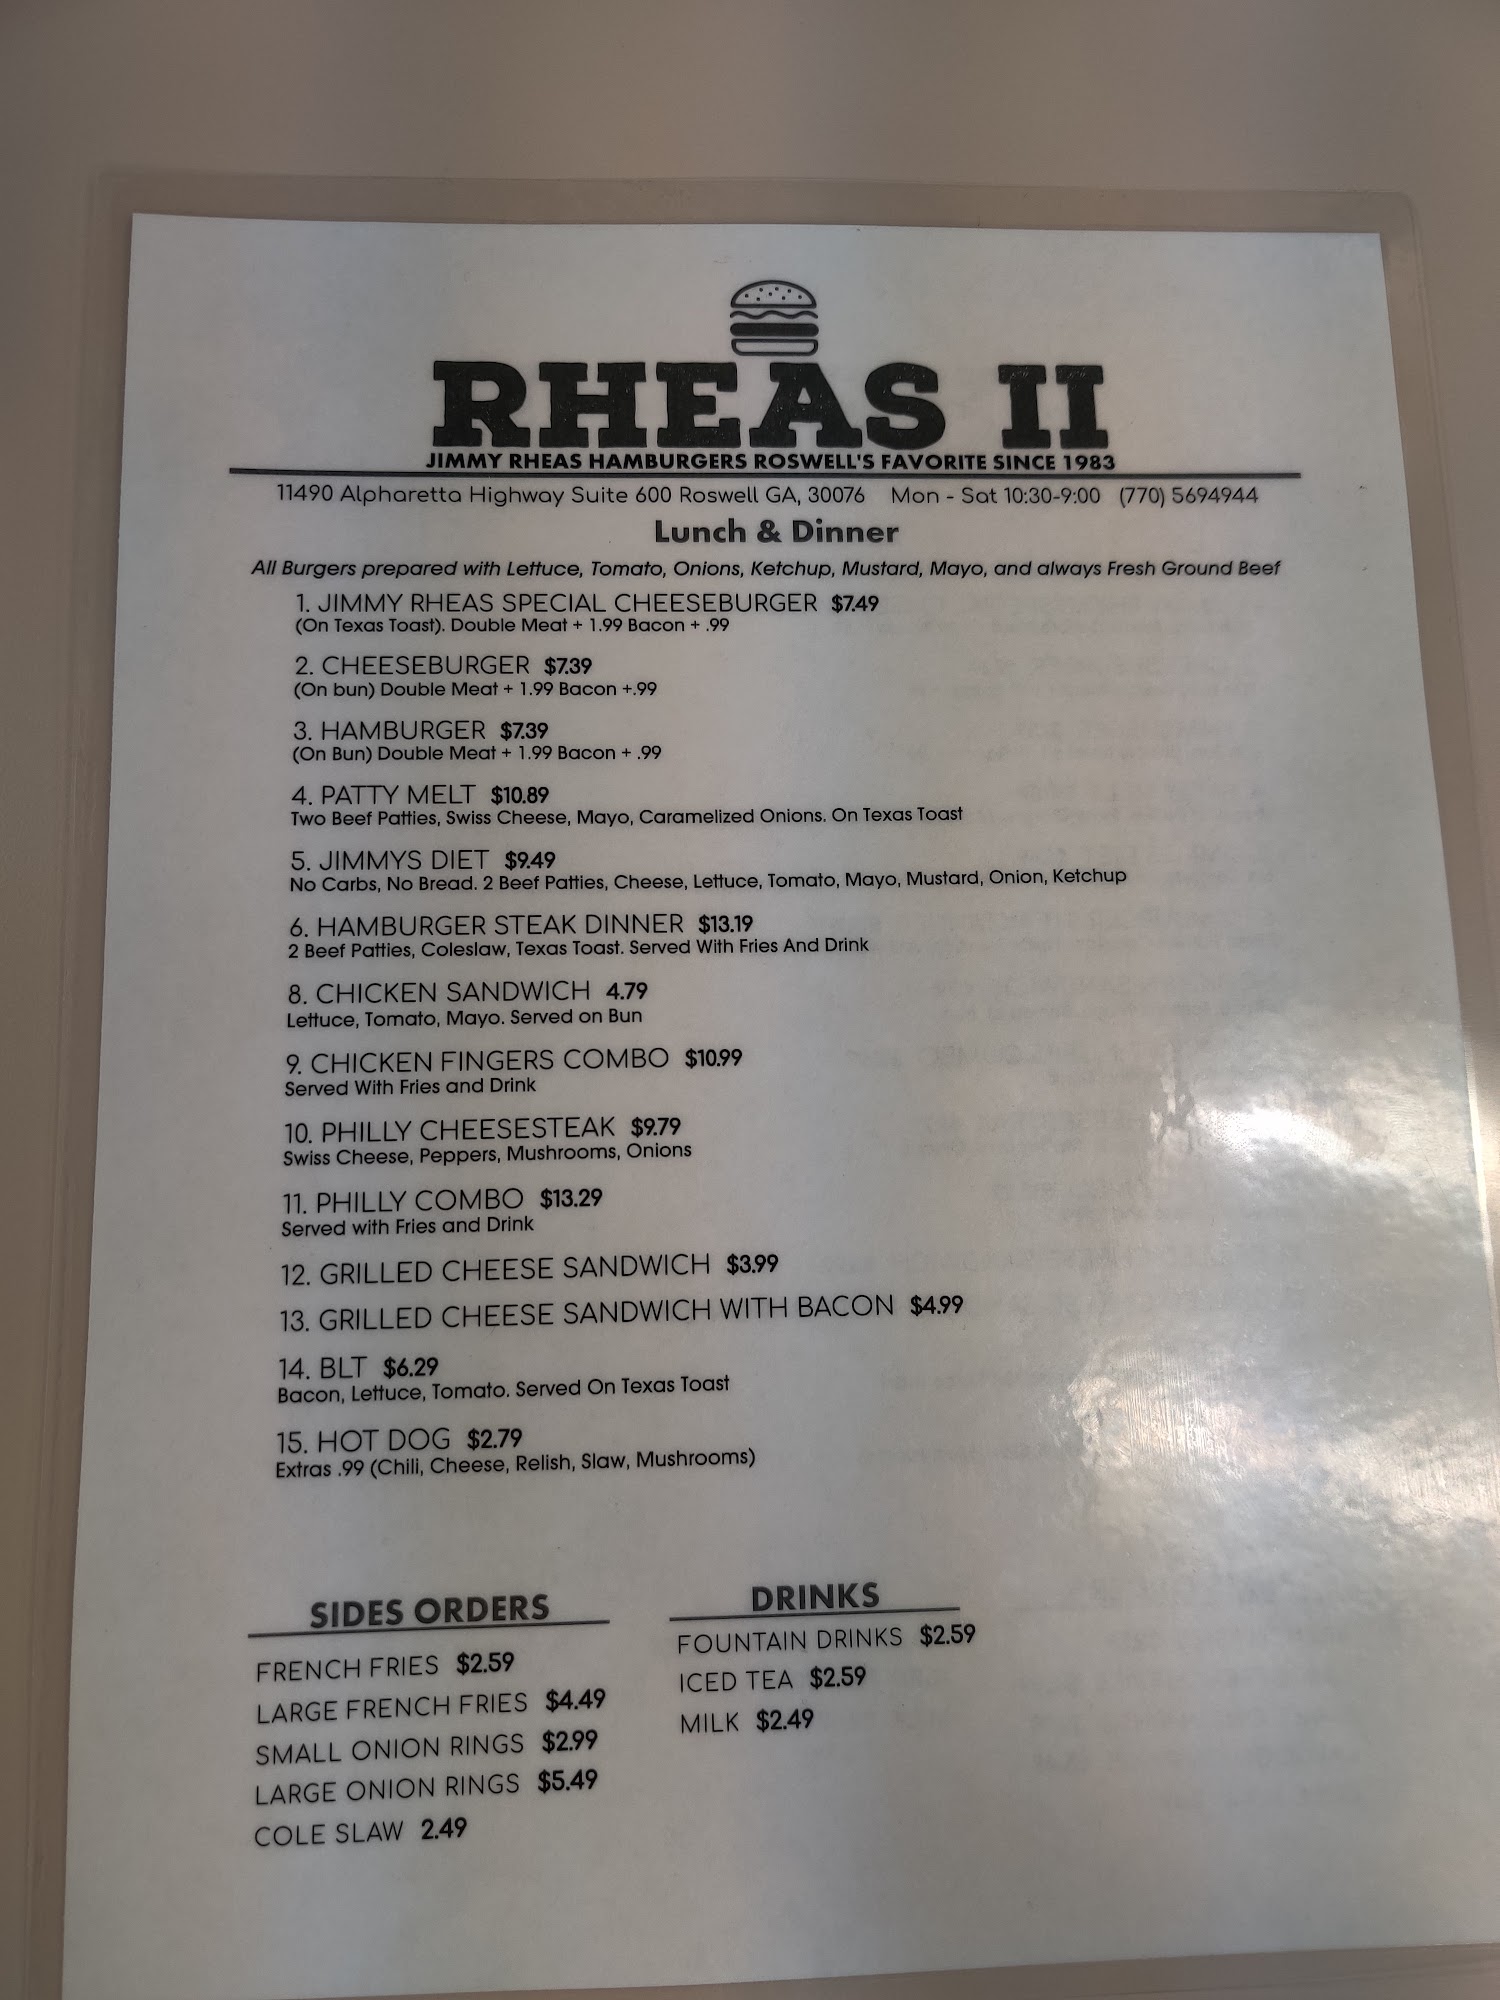 RHEAS II
JIMMY RHEAS HAMBURGERS ROSWELL'S FAVORITE SINCE 1983
11490 Alpharetta Highway Suite 600 Roswell GA, 30076 Mon - Sat 10:30-9:00 (770) 5694944
Lunch & Dinner
All Burgers prepared with Lettuce, Tomato, Onions, Ketchup, Mustard, Mayo, and always Fresh Ground Beef
1. JIMMY RHEAS SPECIAL CHEESEBURGER $7.49
(On Texas Toast). Double Meat + 1.99 Bacon + .99
2. CHEESEBURGER $7.39
(On bun) Double Meat + 1.99 Bacon +.99
3. HAMBURGER $7.39
(On Bun) Double Meat + 1.99 Bacon + .99
4. PATTY MELT $10.89
Two Beef Patties, Swiss Cheese, Mayo, Caramelized Onions. On Texas Toast
5. JIMMYS DIET $9.49
No Carbs, No Bread. 2 Beef Patties, Cheese, Lettuce, Tomato, Mayo, Mustard, Onion, Ketchup
6. HAMBURGER STEAK DINNER $13.19
2 Beef Patties, Coleslaw, Texas Toast. Served With Fries And Drink
8. CHICKEN SANDWICH 4.79
Lettuce, Tomato, Mayo. Served on Bun
9. CHICKEN FINGERS COMBO $10.99
Served With Fries and Drink
10. PHILLY CHEESESTEAK $9.79
Swiss Cheese, Peppers, Mushrooms, Onions
11. PHILLY COMBO $13.29
Served with Fries and Drink
12. GRILLED CHEESE SANDWICH $3.99
13. GRILLED CHEESE SANDWICH WITH BACON $4.99
14. BLT $6.29
Bacon, Lettuce, Tomato. Served On Texas Toast
15. HOT DOG $2.79
Extras .99 (Chili, Cheese, Relish, Slaw, Mushrooms)
SIDES ORDERS
FRENCH FRIES $2.59
LARGE FRENCH FRIES $4.49
SMALL ONION RINGS $2.99
LARGE ONION RINGS $5.49
COLE SLAW 2.49
DRINKS
FOUNTAIN DRINKS $2.59
ICED TEA $2.59
MILK $2.49